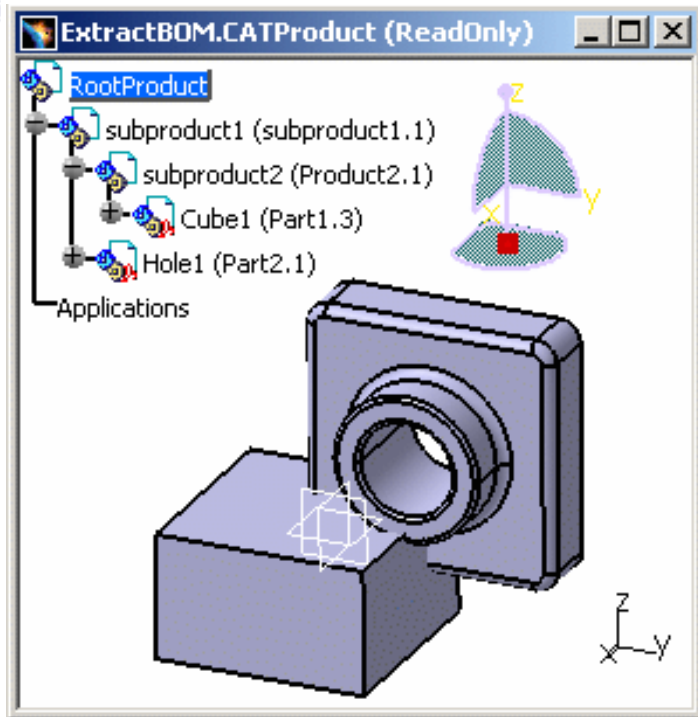 ExtractBOM.CATProduct (ReadOnly)
RootProduct
subproduct1 (subproduct1.1)
subproduct2 (Product2.1)
Cube1 (Part1.3)
Hole1 (Part2.1)
Applications
z
y
x
z
y
x